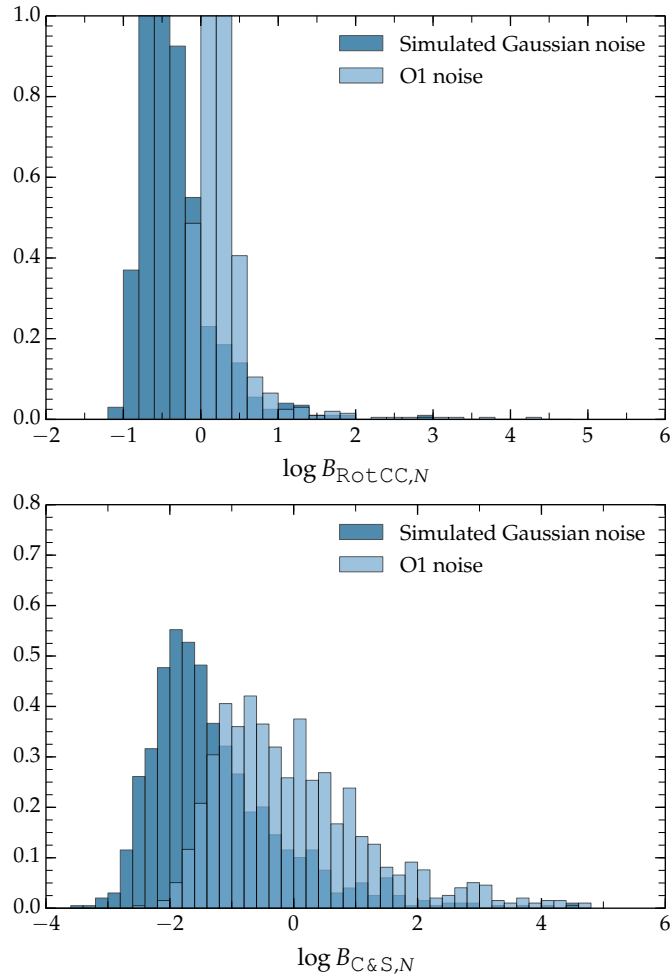 1.0
0.8
0.6
0.4
0.2
0.0
−2 −1 0 1 2 3 4 5 6
Simulated Gaussian noise
O1 noise
log B_RotCC,N
0.8
0.7
0.6
0.5
0.4
0.3
0.2
0.1
0.0
−4 −2 0 2 4 6
Simulated Gaussian noise
O1 noise
log B_C&S,N